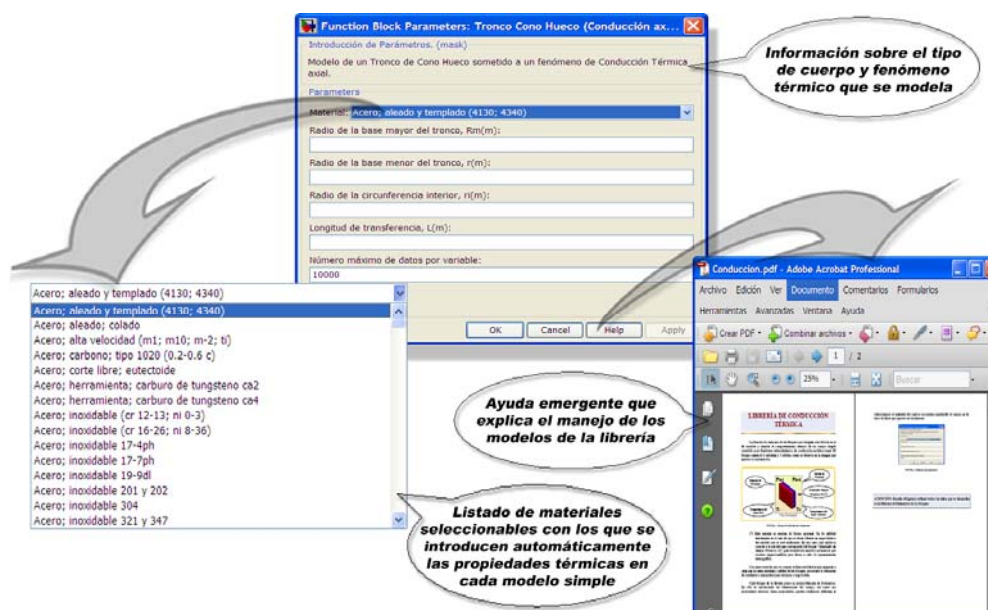 Function Block Parameters: Tronco Cono Hueco (Conducción ax...
Introducción de Parámetros. (mask)
Modelo de un Tronco de Cono Hueco sometido a un fenómeno de Conducción Térmica
axial.
Parameters
Material: Acero; aleado y templado (4130; 4340)
Radio de la base mayor del tronco, Rm(m):
Radio de la base menor del tronco, r(m):
Radio de la circunferencia interior, ri(m):
Longitud de transferencia, L(m):
Número máximo de datos por variable:
10000
OK Cancel Help Apply
Información sobre el tipo
de cuerpo y fenómeno
térmico que se modela
Acero; aleado y templado (4130; 4340)
Acero; aleado y templado (4130; 4340)
Acero; aleado; colado
Acero; alta velocidad (m1; m10; m-2; ti)
Acero; carbono; tipo 1020 (0.2-0.6 c)
Acero; corte libre; eutectoide
Acero; herramienta; carburo de tungsteno ca2
Acero; herramienta; carburo de tungsteno ca4
Acero; inoxidable (cr 12-13; ni 0-3)
Acero; inoxidable (cr 16-26; ni 8-36)
Acero; inoxidable 17-4ph
Acero; inoxidable 17-7ph
Acero; inoxidable 19-9dl
Acero; inoxidable 201 y 202
Acero; inoxidable 304
Acero; inoxidable 321 y 347
Ayuda emergente que
explica el manejo de los
modelos de la librería
Listado de materiales
seleccionables con los que se
introducen automáticamente
las propiedades térmicas en
cada modelo simple
Conduccion.pdf - Adobe Acrobat Professional
Archivo Edición Ver Documento Comentarios Formularios
Herramientas Avanzadas Ventana Ayuda
Crear PDF Combinar archivos
1 / 2
25% Buscar
LIBRERÍA DE CONDUCCIÓN
TÉRMICA